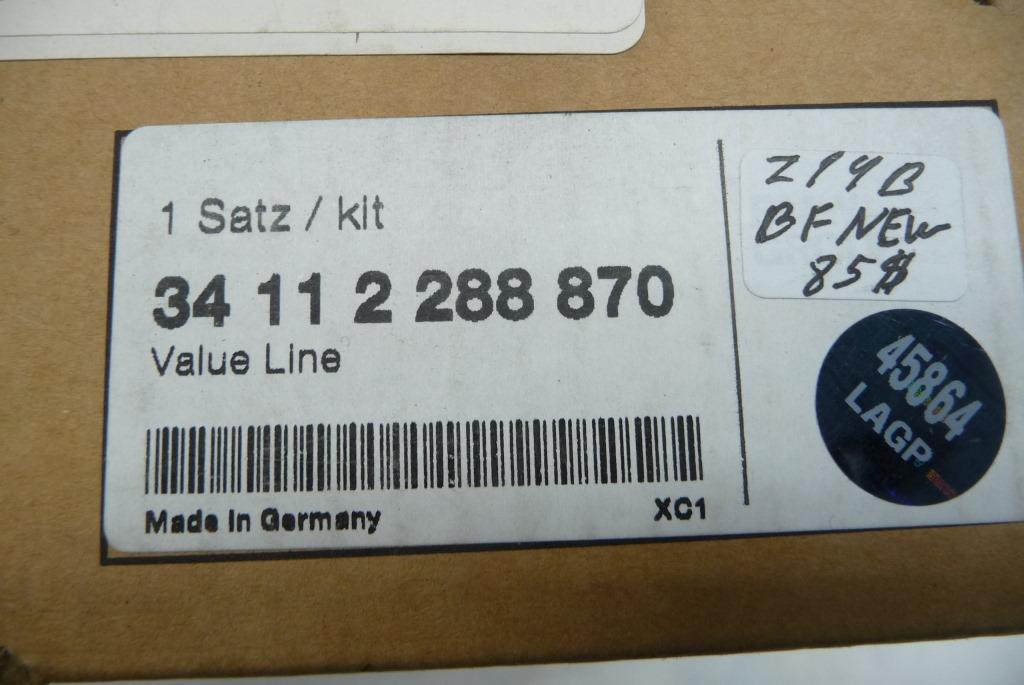 1 Satz / kit
34 11 2 288 870
Value Line
Made in Germany
XC1
Z14B
BF NEW
85$
45864
LAGP